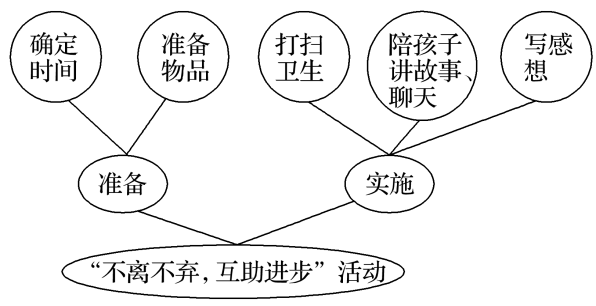 确定
时间
准备
物品
打扫
卫生
陪孩子
讲故事、
聊天
写感
想
准备
实施
“不离不弃，互助进步”活动